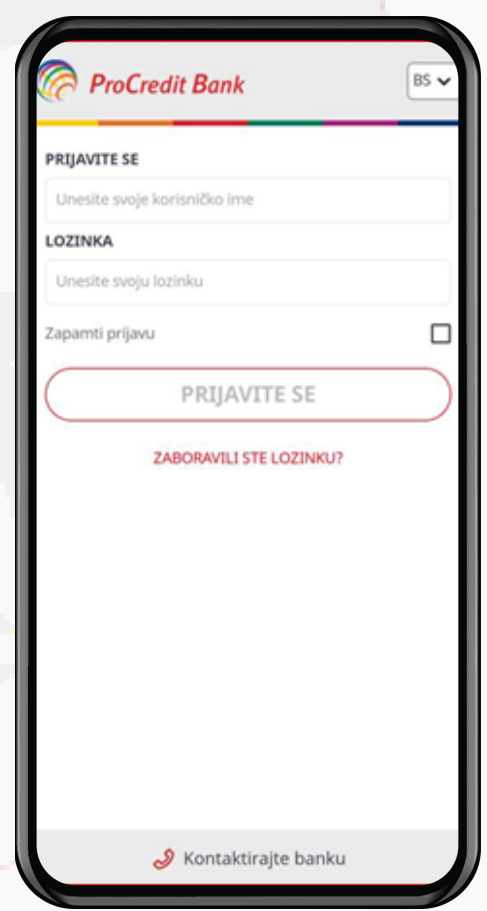 ProCredit Bank
BS
PRIJAVITE SE
Unesite svoje korisničko ime
LOZINKA
Unesite svoju lozinku
Zapamti prijavu
PRIJAVITE SE
ZABORAVILI STE LOZINKU?
Kontaktirajte banku